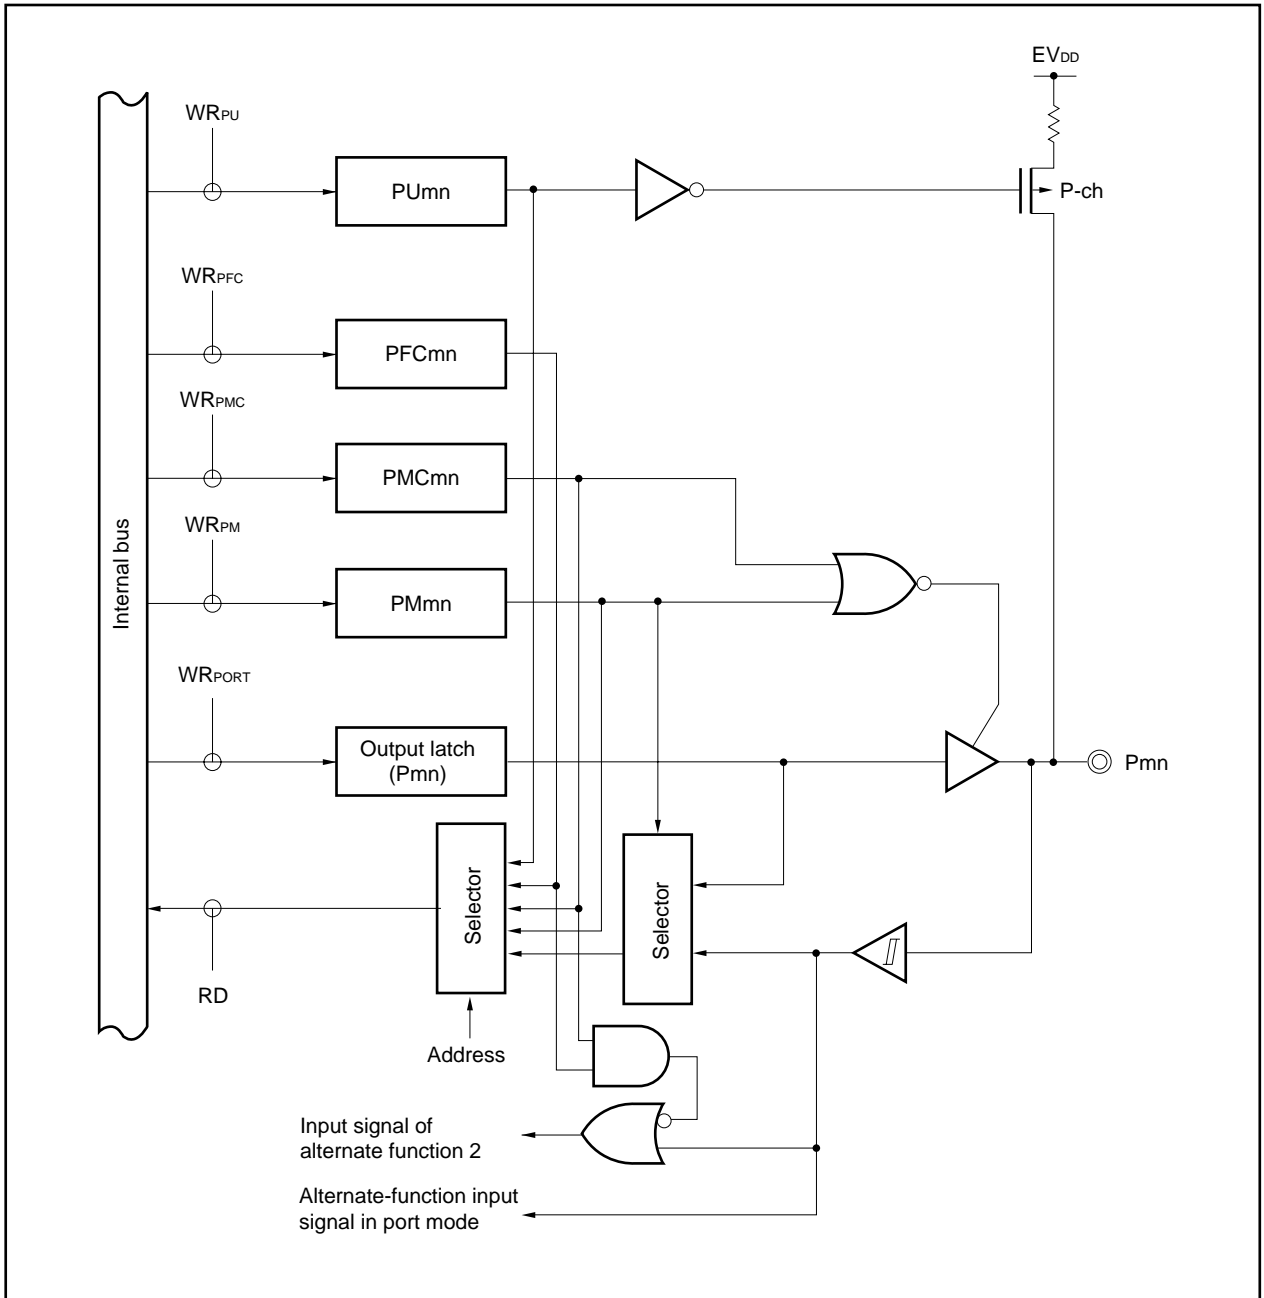 EVDD
WRPU
PUmn
P-ch
WRPFC
PFCmn
WRPMC
PMCmn
WRPM
PMmn
Internal bus
WRPORT
Output latch
(Pmn)
Pmn
Selector
Selector
RD
Address
Input signal of
alternate function 2
Alternate-function input
signal in port mode